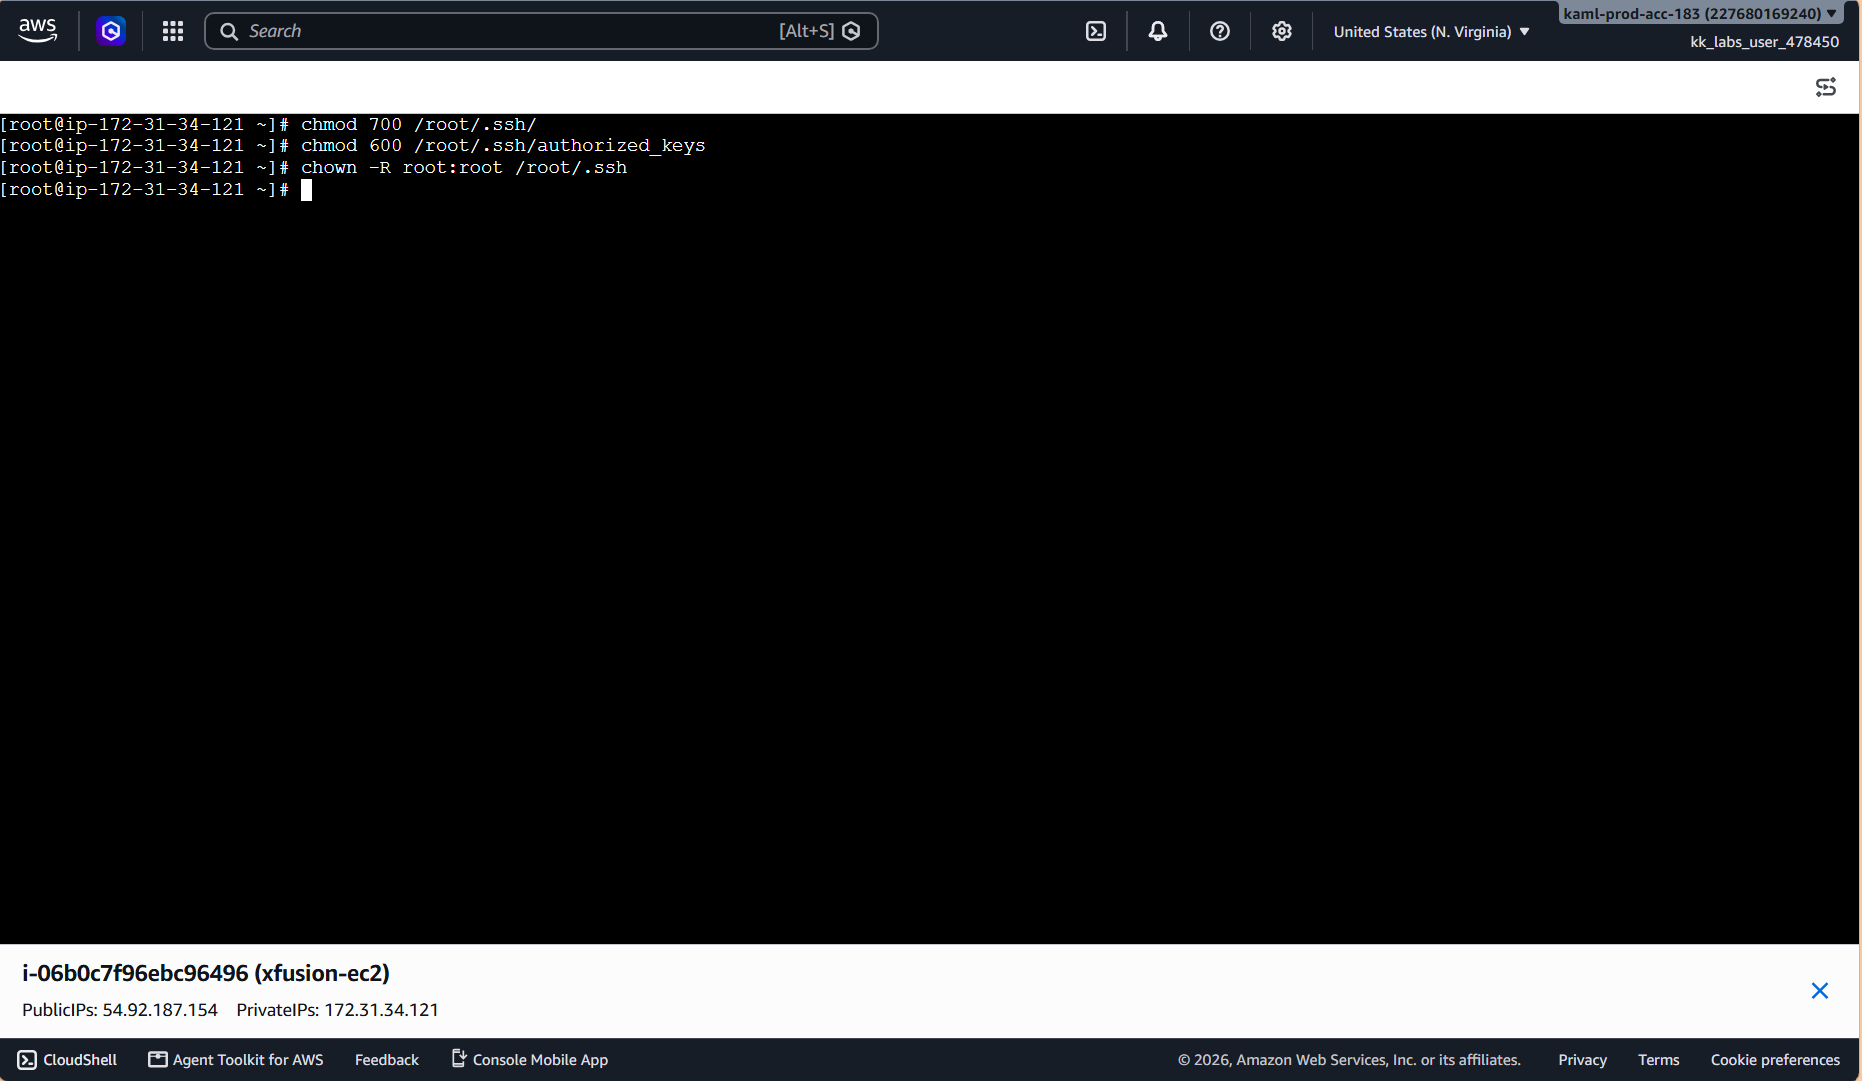 aws
Search
[Alt+S]
United States (N. Virginia) ▼
kaml-prod-acc-183 (227680169240) ▼
kk_labs_user_478450
[root@ip-172-31-34-121 ~]# chmod 700 /root/.ssh/
[root@ip-172-31-34-121 ~]# chmod 600 /root/.ssh/authorized_keys
[root@ip-172-31-34-121 ~]# chown -R root:root /root/.ssh
[root@ip-172-31-34-121 ~]#
i-06b0c7f96ebc96496 (xfusion-ec2)
PublicIPs: 54.92.187.154 PrivateIPs: 172.31.34.121
CloudShell Agent Toolkit for AWS Feedback Console Mobile App © 2026, Amazon Web Services, Inc. or its affiliates. Privacy Terms Cookie preferences